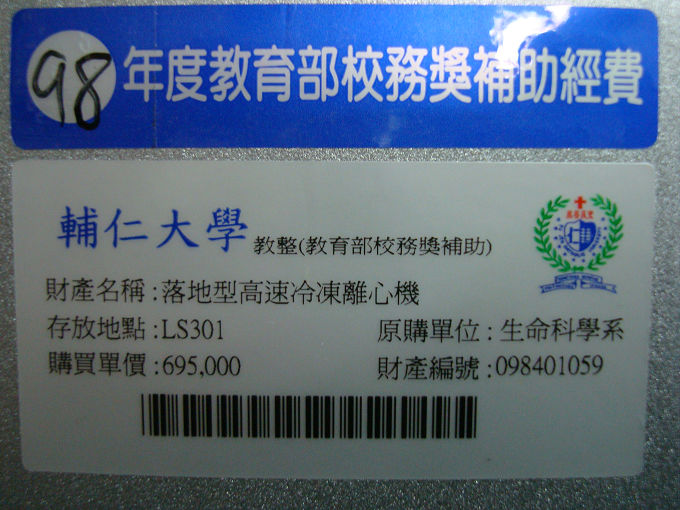 98年度教育部校務獎補助經費
輔仁大學 教整(教育部校務獎補助)
財產名稱:落地型高速冷凍離心機
存放地點:LS301 原購單位:生命科學系
購買單價:695,000 財產編號:098401059